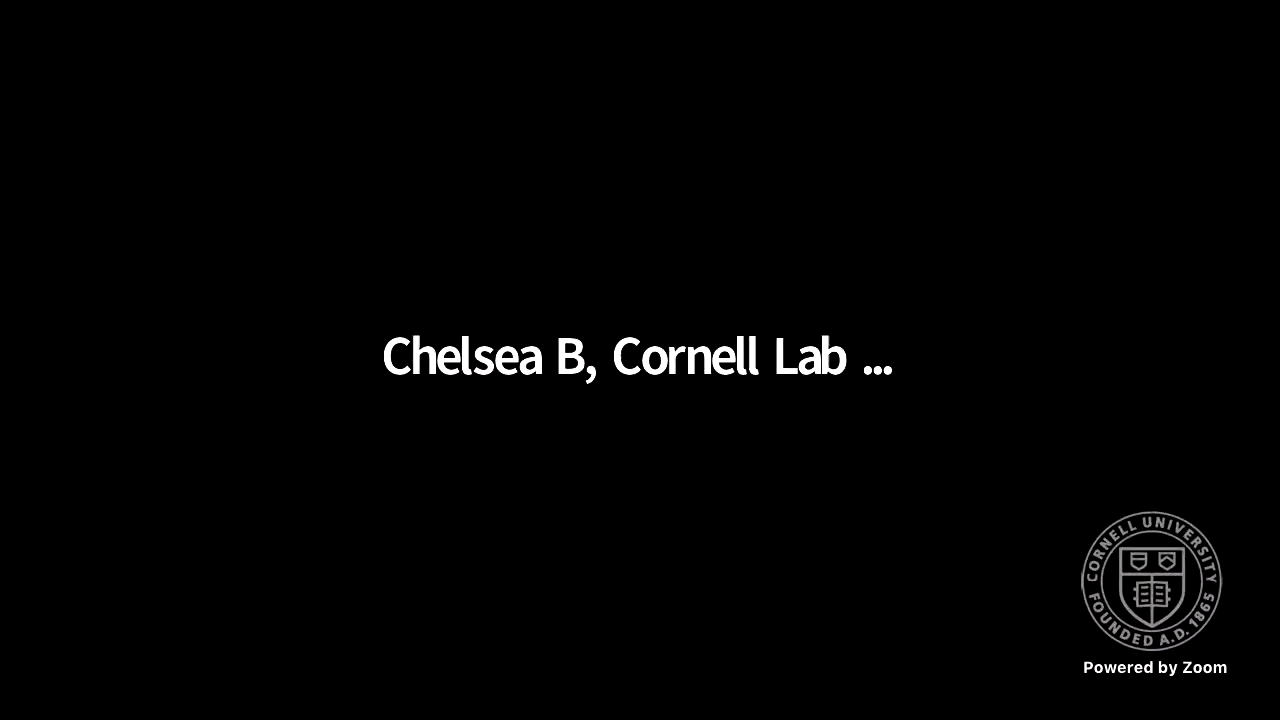 Chelsea B, Cornell Lab ...
CORNELL UNIVERSITY
FOUNDED A.D. 1865
Powered by Zoom